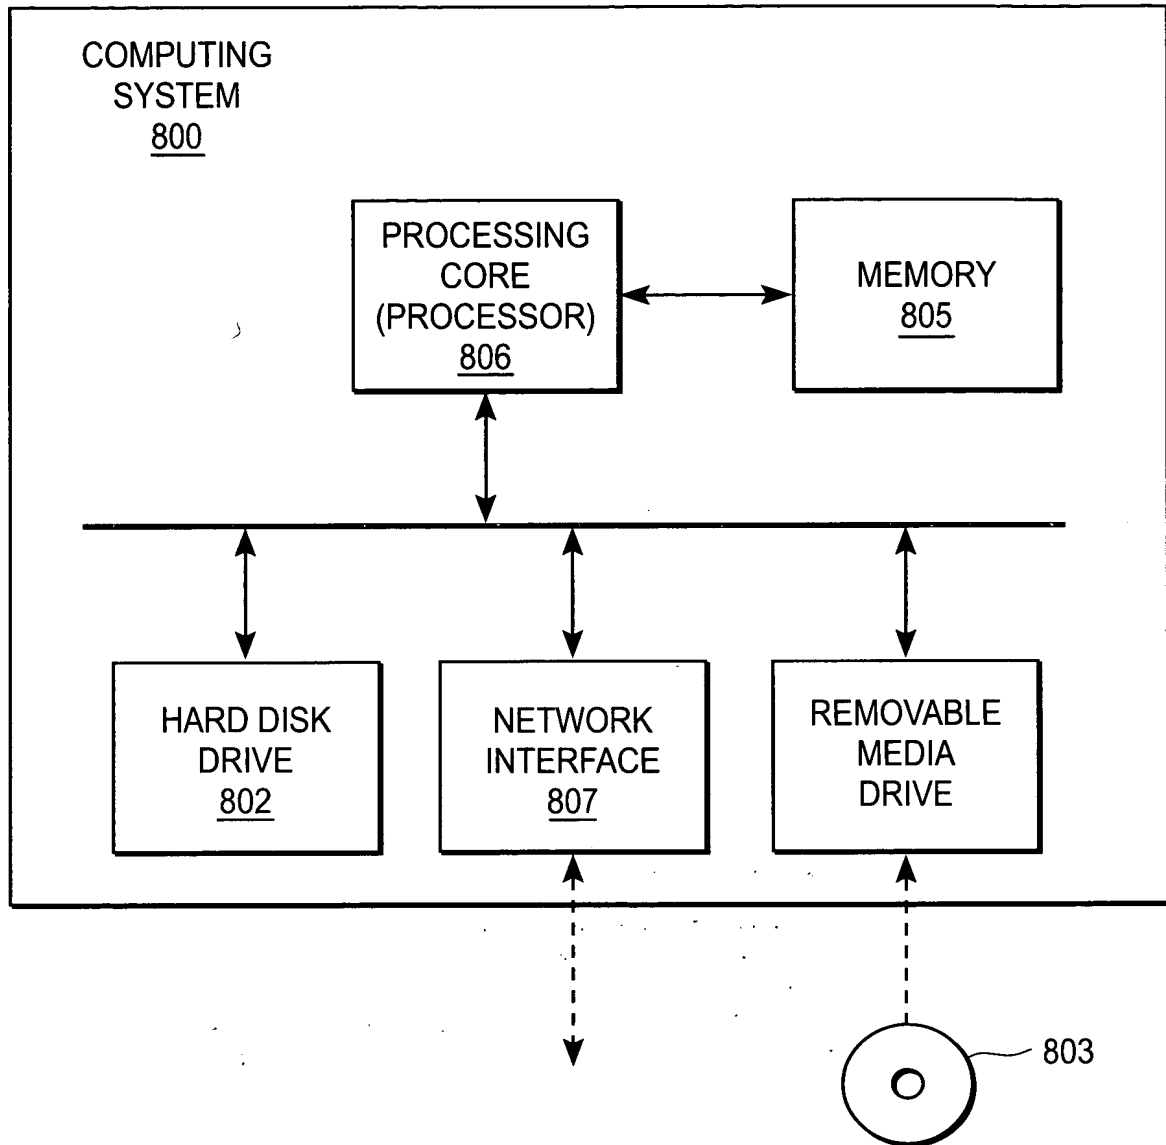 COMPUTING
SYSTEM
800
PROCESSING
CORE
(PROCESSOR)
806
MEMORY
805
HARD DISK
DRIVE
802
NETWORK
INTERFACE
807
REMOVABLE
MEDIA
DRIVE
803